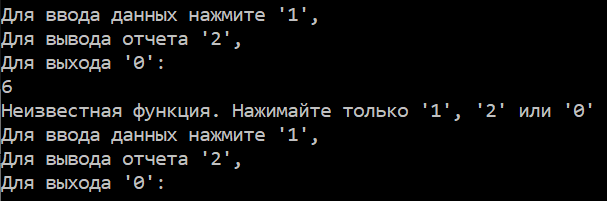 Для ввода данных нажмите '1',
Для вывода отчета '2',
Для выхода '0':
6
Неизвестная функция. Нажимайте только '1', '2' или '0'
Для ввода данных нажмите '1',
Для вывода отчета '2',
Для выхода '0':